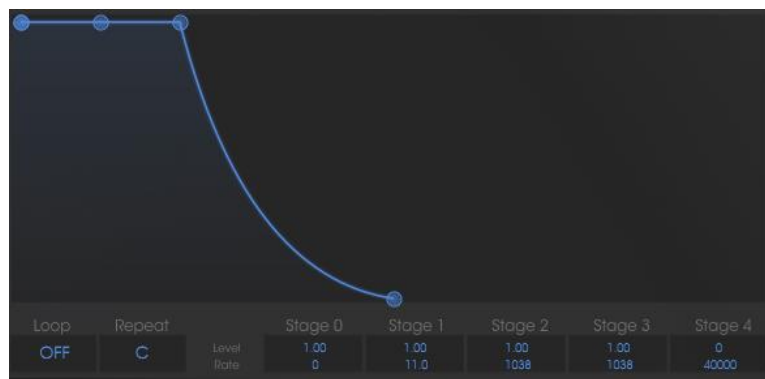 Loop Repeat Stage 0 Stage 1 Stage 2 Stage 3 Stage 4
OFF C Level 1.00 1.00 1.00 1.00 0
Rate 0 11.0 1038 1038 40000